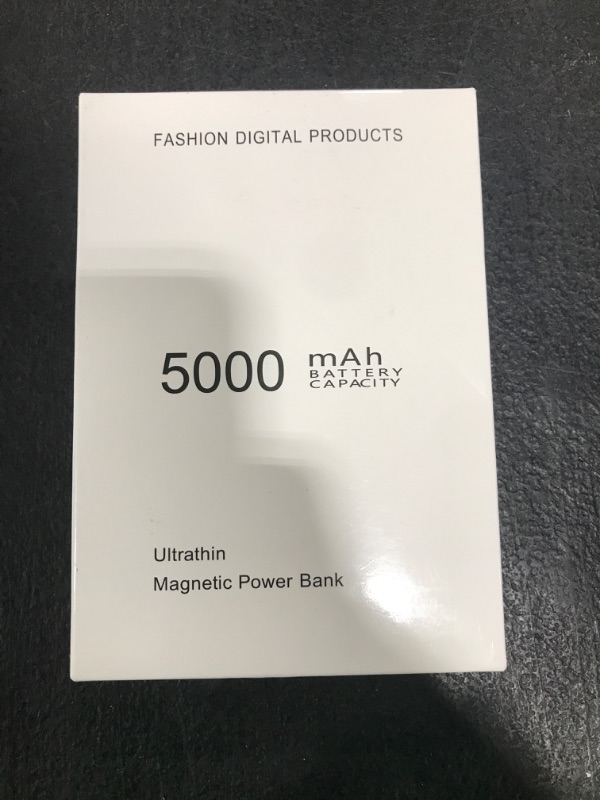 FASHION DIGITAL PRODUCTS
5000 mAh
BATTERY
CAPACITY
Ultrathin
Magnetic Power Bank